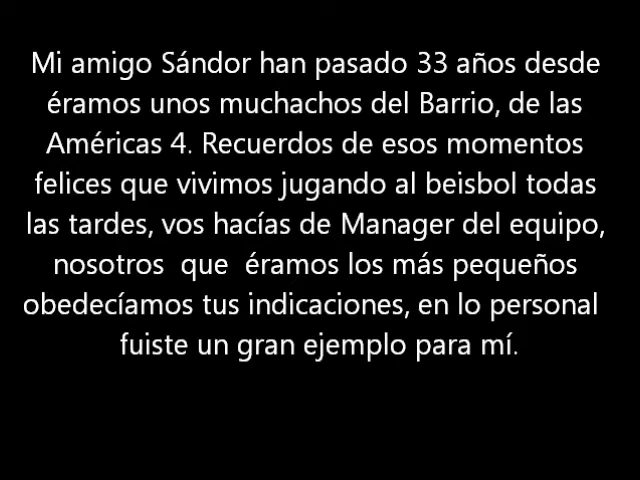 Mi amigo Sándor han pasado 33 años desde
éramos unos muchachos del Barrio, de las
Américas 4. Recuerdos de esos momentos
felices que vivimos jugando al beisbol todas
las tardes, vos hacías de Manager del equipo,
nosotros  que  éramos los más pequeños
obedecíamos tus indicaciones, en lo personal
fuiste un gran ejemplo para mí.